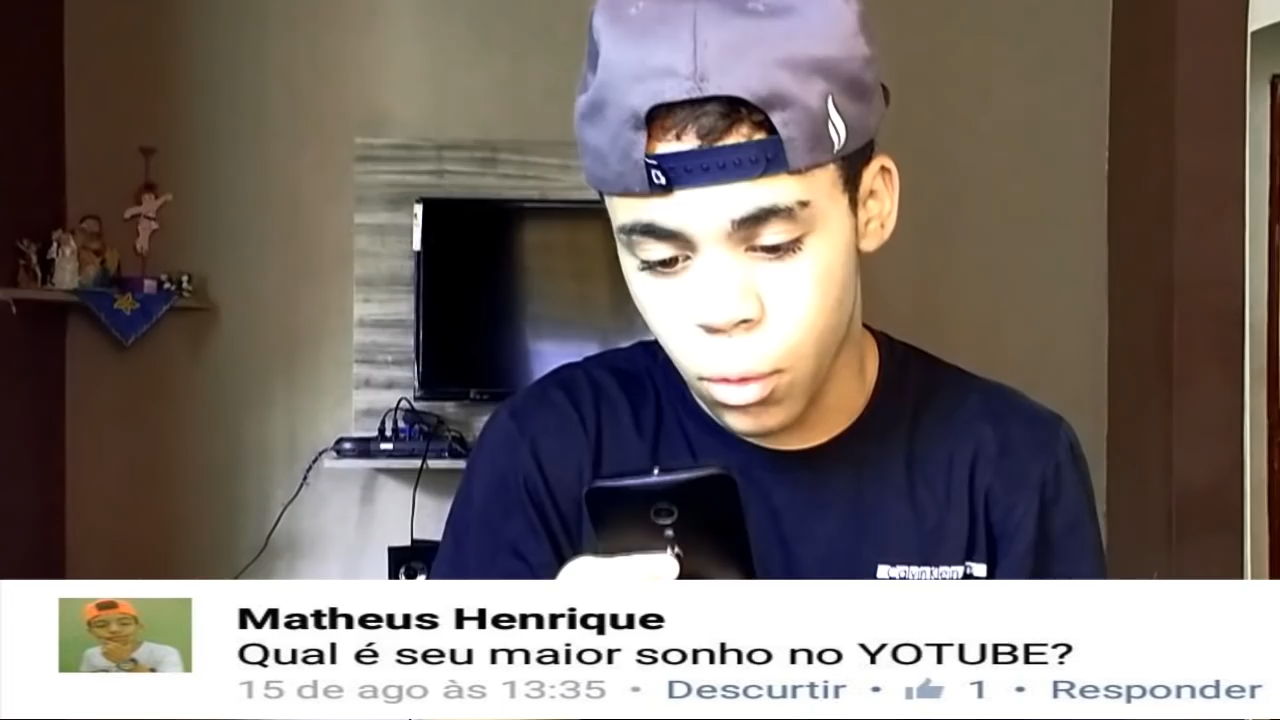 Matheus Henrique
Qual é seu maior sonho no YOTUBE?
15 de ago às 13:35 • Descurtir • 1 • Responder